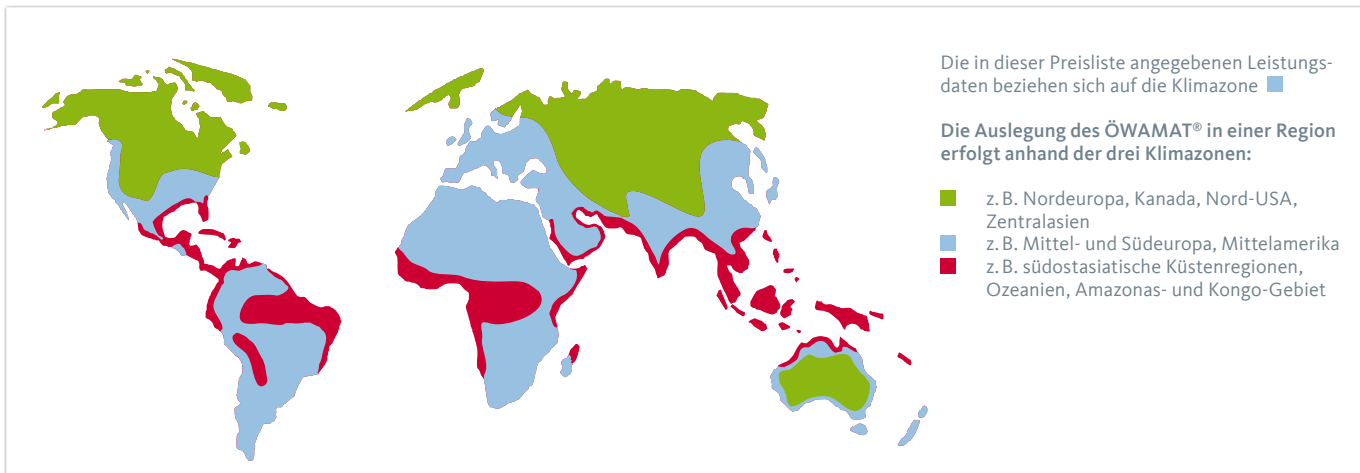 Die in dieser Preisliste angegebenen Leistungs-
daten beziehen sich auf die Klimazone
Die Auslegung des ÖWAMAT® in einer Region
erfolgt anhand der drei Klimazonen:
z. B. Nordeuropa, Kanada, Nord-USA,
Zentralasien
z. B. Mittel- und Südeuropa, Mittelamerika
z. B. südostasiatische Küstenregionen,
Ozeanien, Amazonas- und Kongo-Gebiet